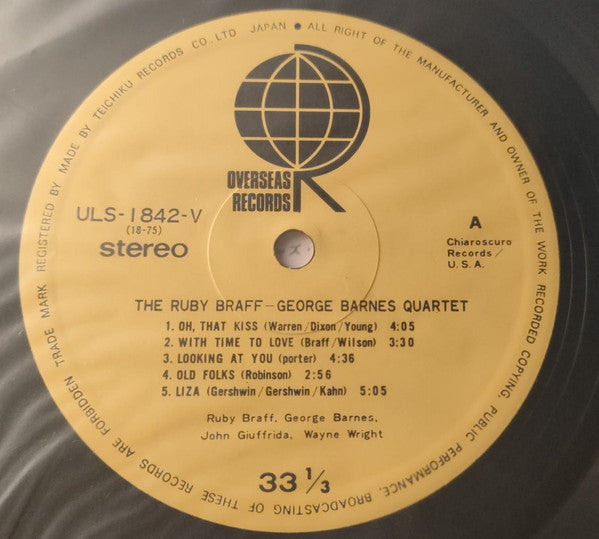 TRADE MARK REGISTERED BY MADE BY TEICHIKU RECORDS CO., LTD JAPAN • ALL RIGHT OF THE MANUFACTURER AND OWNER OF THE WORK RECORDED COPYING, PUBLIC PERFORMANCE, BROADCASTING OF THESE RECORDS ARE FORBIDDEN
OVERSEAS
RECORDS
ULS-1842-V
(18-75)
stereo
A
Chiaroscuro
Records/
U.S.A.
THE RUBY BRAFF-GEORGE BARNES QUARTET
1. OH, THAT KISS (Warren/Dixon/Young) 4:05
2. WITH TIME TO LOVE (Braff/Wilson) 3:30
3. LOOKING AT YOU (porter) 4:36
4. OLD FOLKS (Robinson) 2:56
5. LIZA (Gershwin/Gershwin/Kahn) 5:05
Ruby Braff, George Barnes,
John Giuffrida, Wayne Wright
33 1/3